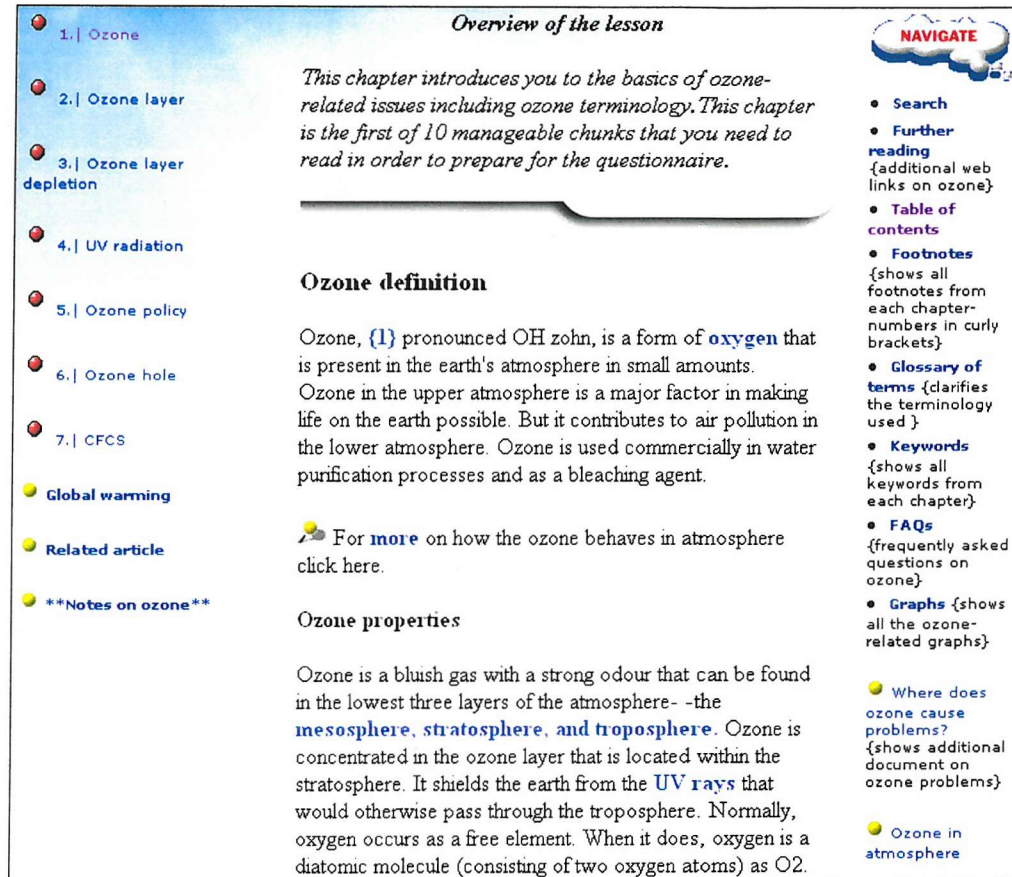 1.| Ozone
2.| Ozone layer
3.| Ozone layer
depletion
4.| UV radiation
5.| Ozone policy
6.| Ozone hole
7.| CFCS
Global warming
Related article
**Notes on ozone**
Overview of the lesson
This chapter introduces you to the basics of ozone-
related issues including ozone terminology. This chapter
is the first of 10 manageable chunks that you need to
read in order to prepare for the questionnaire.
Ozone definition
Ozone, {1} pronounced OH zohn, is a form of oxygen that
is present in the earth's atmosphere in small amounts.
Ozone in the upper atmosphere is a major factor in making
life on the earth possible. But it contributes to air pollution in
the lower atmosphere. Ozone is used commercially in water
purification processes and as a bleaching agent.
For more on how the ozone behaves in atmosphere
click here.
Ozone properties
Ozone is a bluish gas with a strong odour that can be found
in the lowest three layers of the atmosphere- -the
mesosphere, stratosphere, and troposphere. Ozone is
concentrated in the ozone layer that is located within the
stratosphere. It shields the earth from the UV rays that
would otherwise pass through the troposphere. Normally,
oxygen occurs as a free element. When it does, oxygen is a
diatomic molecule (consisting of two oxygen atoms) as O2.
NAVIGATE
Search
Further
reading
{additional web
links on ozone}
Table of
contents
Footnotes
{shows all
footnotes from
each chapter-
numbers in curly
brackets}
Glossary of
terms {clarifies
the terminology
used }
Keywords
{shows all
keywords from
each chapter}
FAQs
{frequently asked
questions on
ozone}
Graphs {shows
all the ozone-
related graphs}
Where does
ozone cause
problems?
{shows additional
document on
ozone problems}
Ozone in
atmosphere